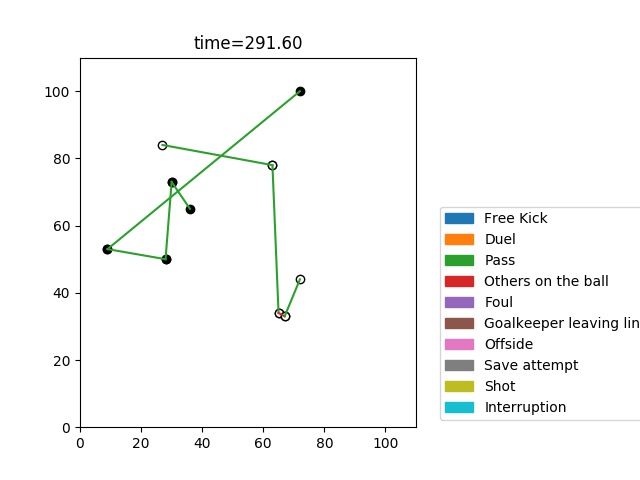 time=291.60
100
80
60
40
20
0
0 20 40 60 80 100
Free Kick
Duel
Pass
Others on the ball
Foul
Goalkeeper leaving lin
Offside
Save attempt
Shot
Interruption